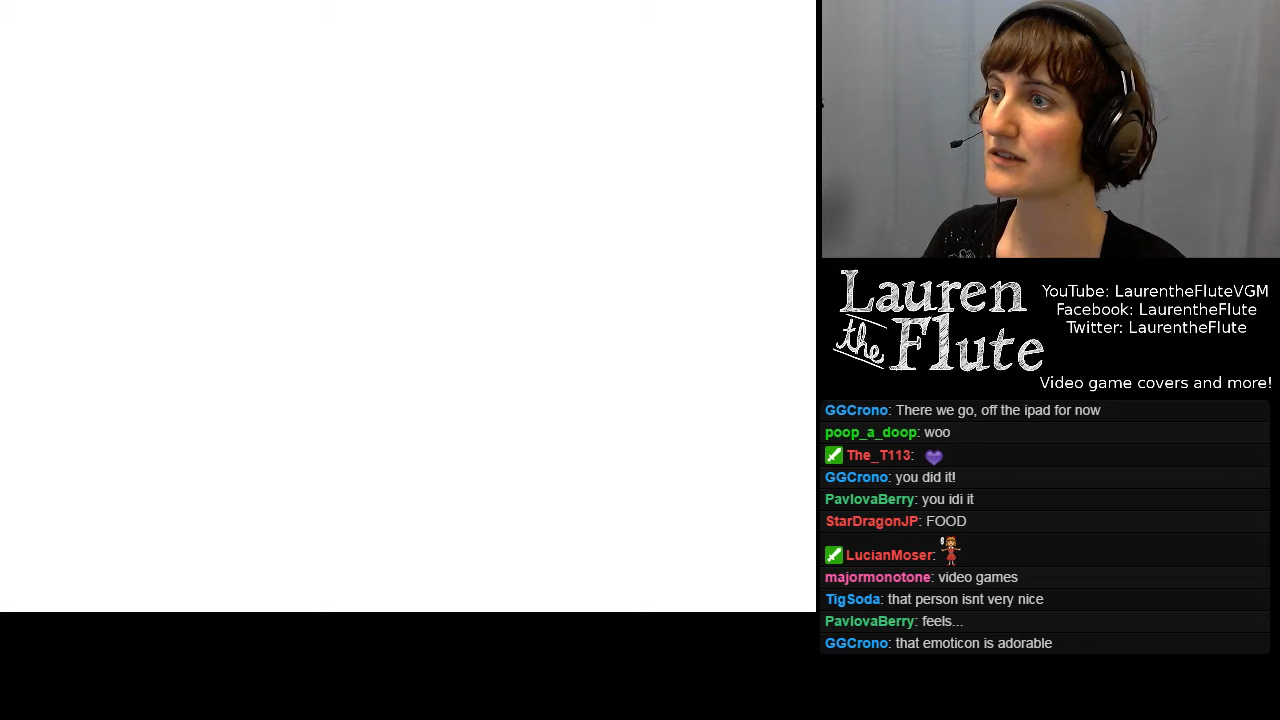 Lauren
the Flute
YouTube: LaurentheFluteVGM
Facebook: LaurentheFlute
Twitter: LaurentheFlute
Video game covers and more!
GGCrono: There we go, off the ipad for now
poop_a_doop: woo
The_T113:
GGCrono: you did it!
PavlovaBerry: you idi it
StarDragonJP: FOOD
LucianMoser:
majormonotone: video games
TigSoda: that person isnt very nice
PavlovaBerry: feels...
GGCrono: that emoticon is adorable